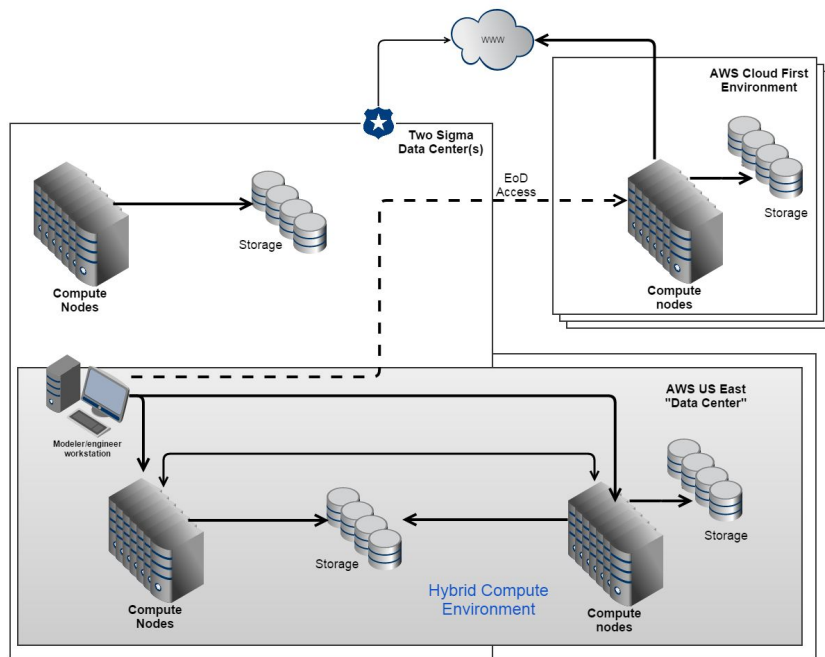 www
AWS Cloud First
Environment
Two Sigma
Data Center(s)
EoD
Access
Storage
Storage
Compute
Nodes
Compute
nodes
AWS US East
"Data Center"
Modeler/engineer
workstation
Storage
Storage
Hybrid Compute
Environment
Compute
Nodes
Compute
nodes